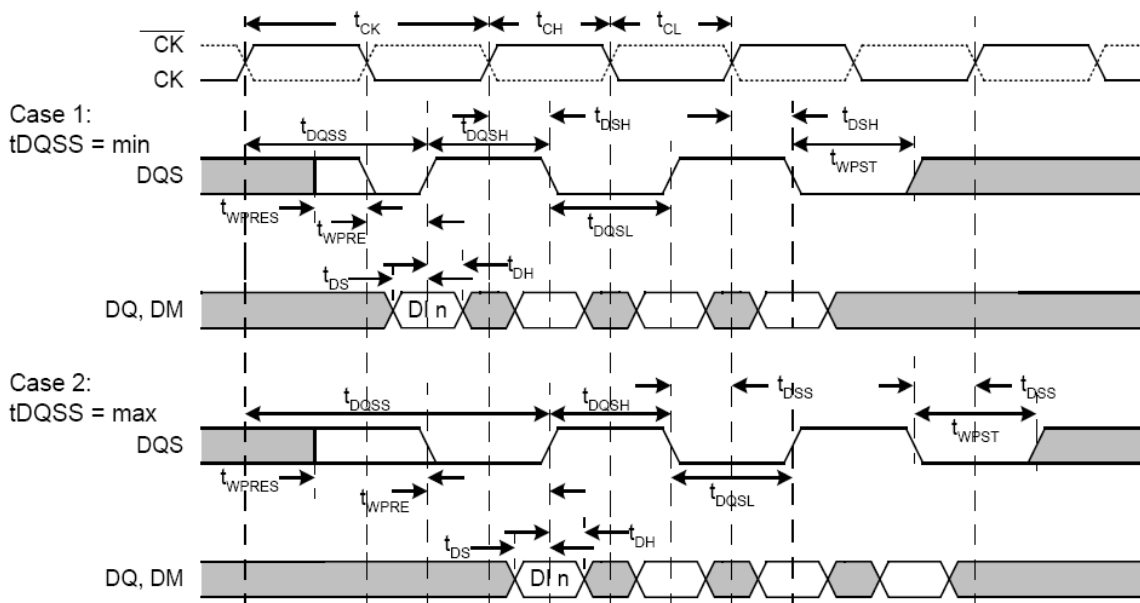 tCK tCH tCL
CK
CK
Case 1:
tDQSS = min
tDQSS tDQSH tDSH tDSH
tWPST
DQS
tWPRES
tWPRE
tDQSL
tDS tDH
DQ, DM
DI n
Case 2:
tDQSS = max
tDQSS tDQSH tDSS tDSS
DQS
tWPST
tWPRES
tWPRE
tDQSL
tDS tDH
DQ, DM
DI n